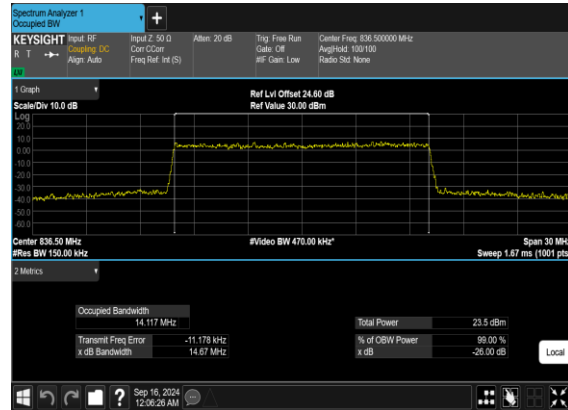 Spectrum Analyzer 1
Occupied BW
+
KEYSIGHT Input: RF Input Z: 50 Ω Atten: 20 dB Trig: Free Run Center Freq: 836.500000 MHz
R T Coupling: DC Corr CCorr Gate: Off Avg|Hold: 100/100
Align: Auto Freq Ref: Int (S) #IF Gain: Low Radio Std: None
1 Graph Ref Lvl Offset 24.60 dB
Scale/Div 10.0 dB Ref Value 30.00 dBm
Log
20.0
10.0
0.00
-10.0
-20.0
-30.0
-40.0
-50.0
-60.0
Center 836.50 MHz #Video BW 470.00 kHz* Span 30 MHz
#Res BW 150.00 kHz Sweep 1.67 ms (1001 pts
2 Metrics
Occupied Bandwidth
14.117 MHz Total Power 23.5 dBm
Transmit Freq Error -11.178 kHz % of OBW Power 99.00 %
x dB Bandwidth 14.67 MHz x dB -26.00 dB
Local
? Sep 16, 2024
12:06:26 AM